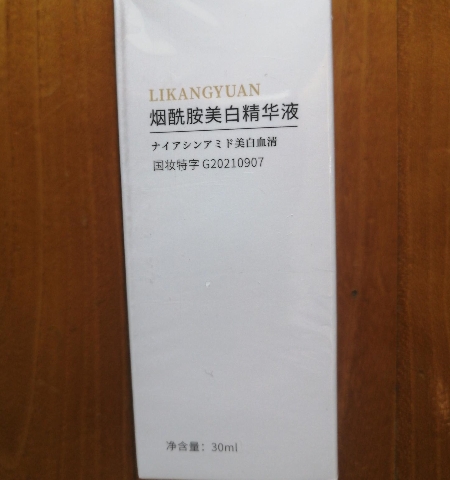 LIKANGYUAN
烟酰胺美白精华液
ナイアシンアミド美白血清
国妆特字 G20210907
净含量: 30ml